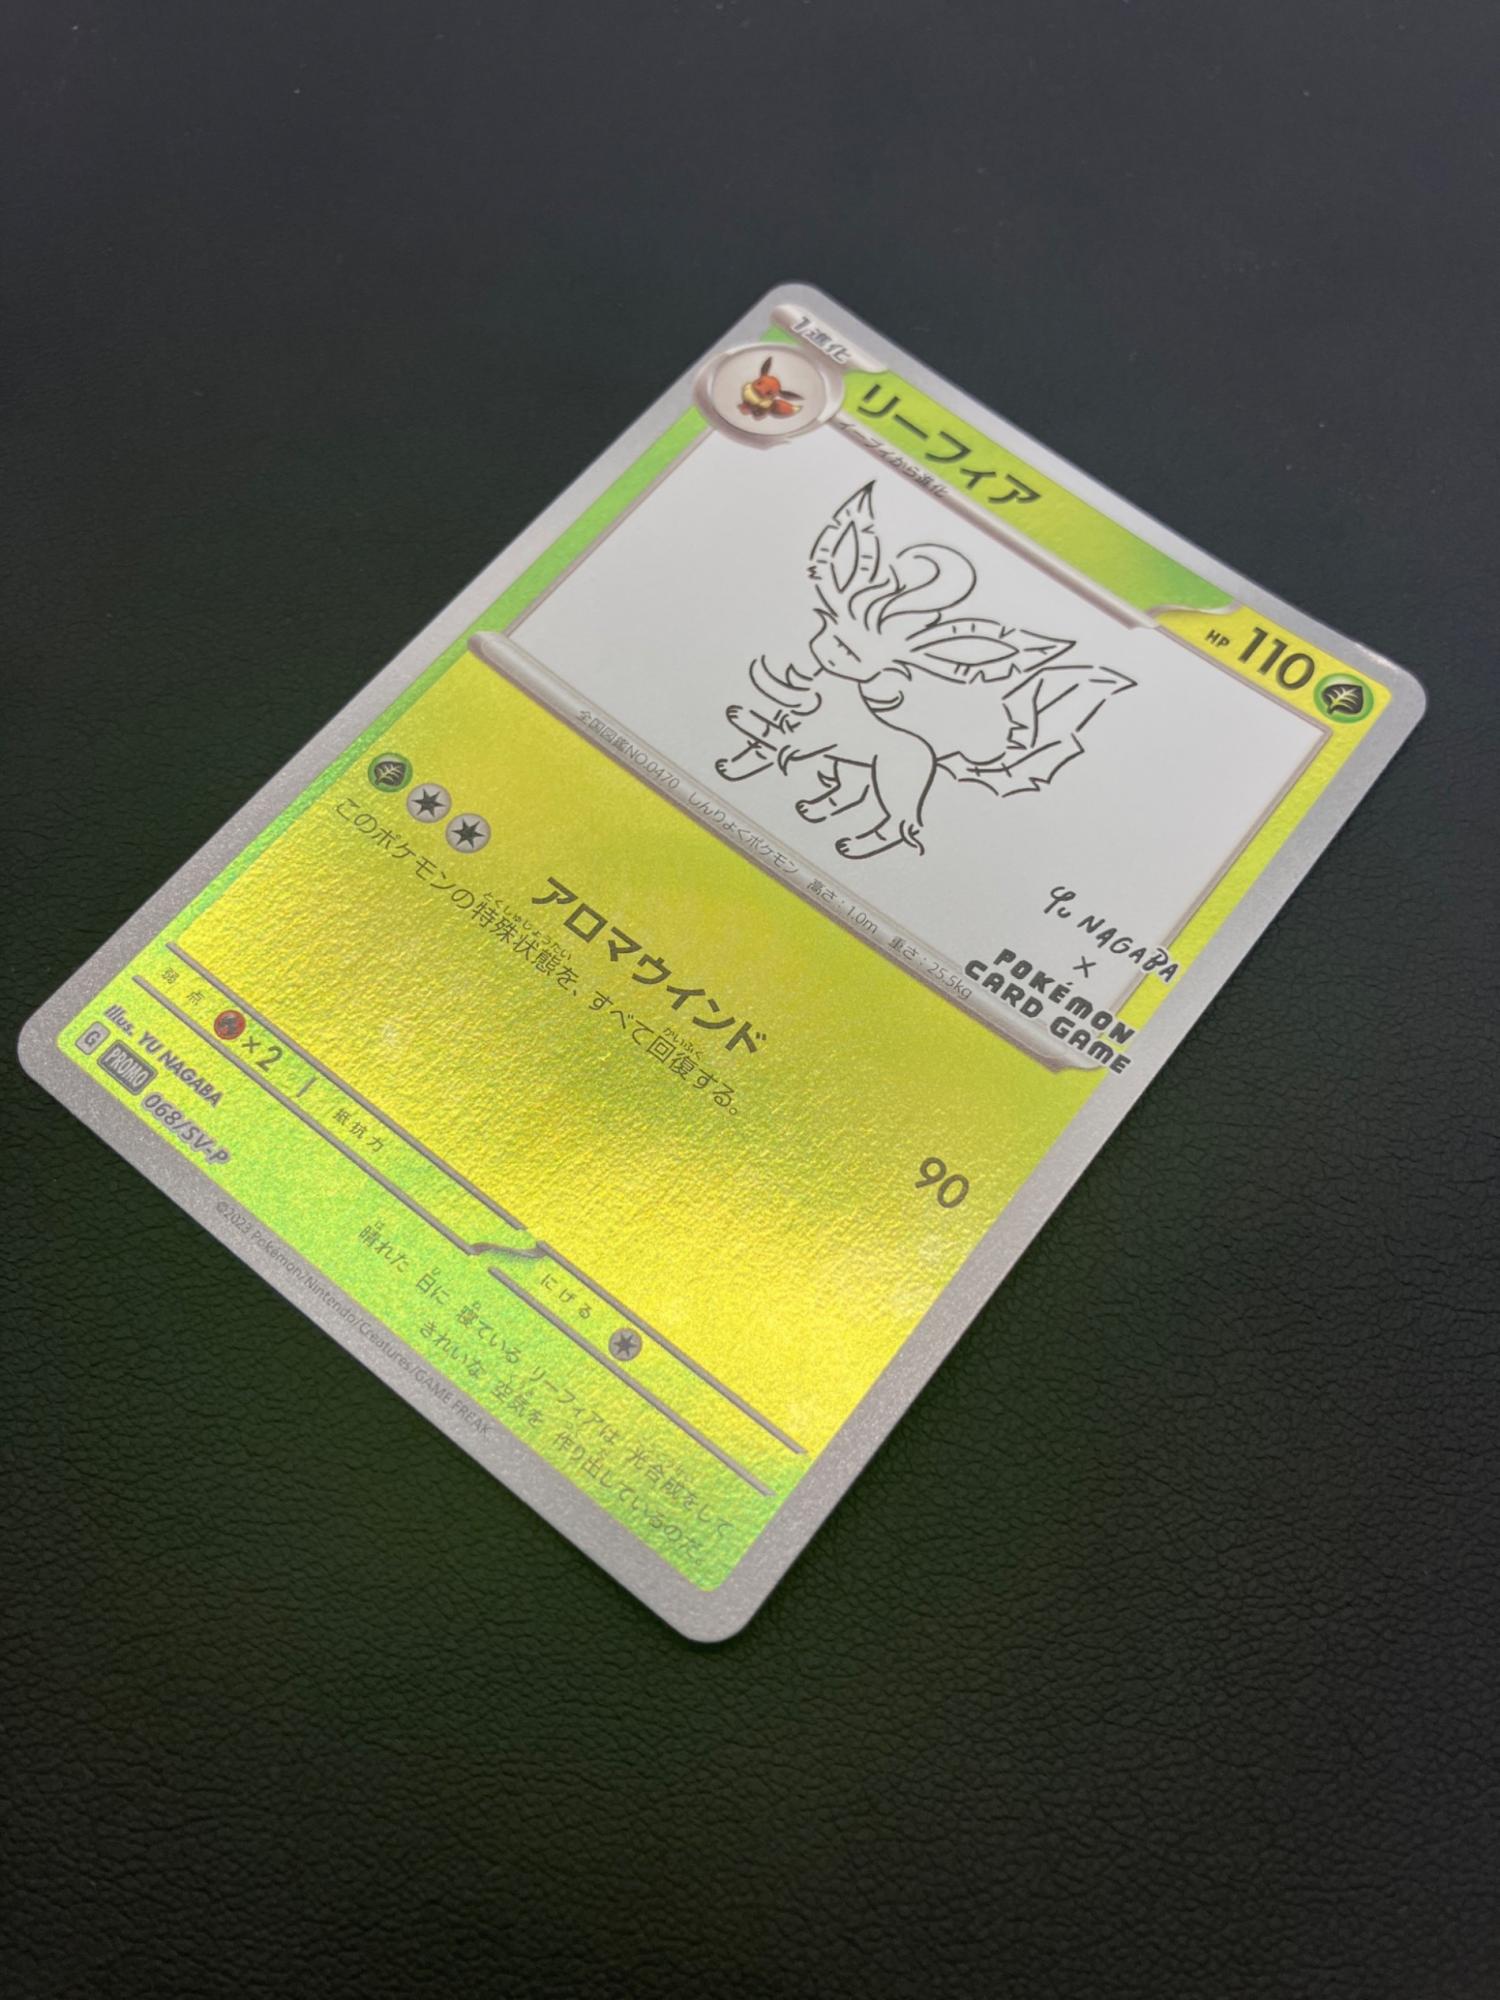 1進化
リーフィア
イーブイから進化
HP 110
Yu NAGABA
×
POKÉMON
CARD GAME
全国図鑑NO.0470 しんりょくポケモン 高さ:1.0m 重さ:25.5kg
アロマウインド 90
このポケモンの特殊状態を、すべて回復する。
弱点 ×2 抵抗力 にげる
Illus. YU NAGABA
G PROMO 068/SV-P
晴れた 日に 寝ている リーフィアは 光合成をして
きれいな 空気を 作り出しているのだ。
©2023 Pokémon/Nintendo/Creatures/GAME FREAK.